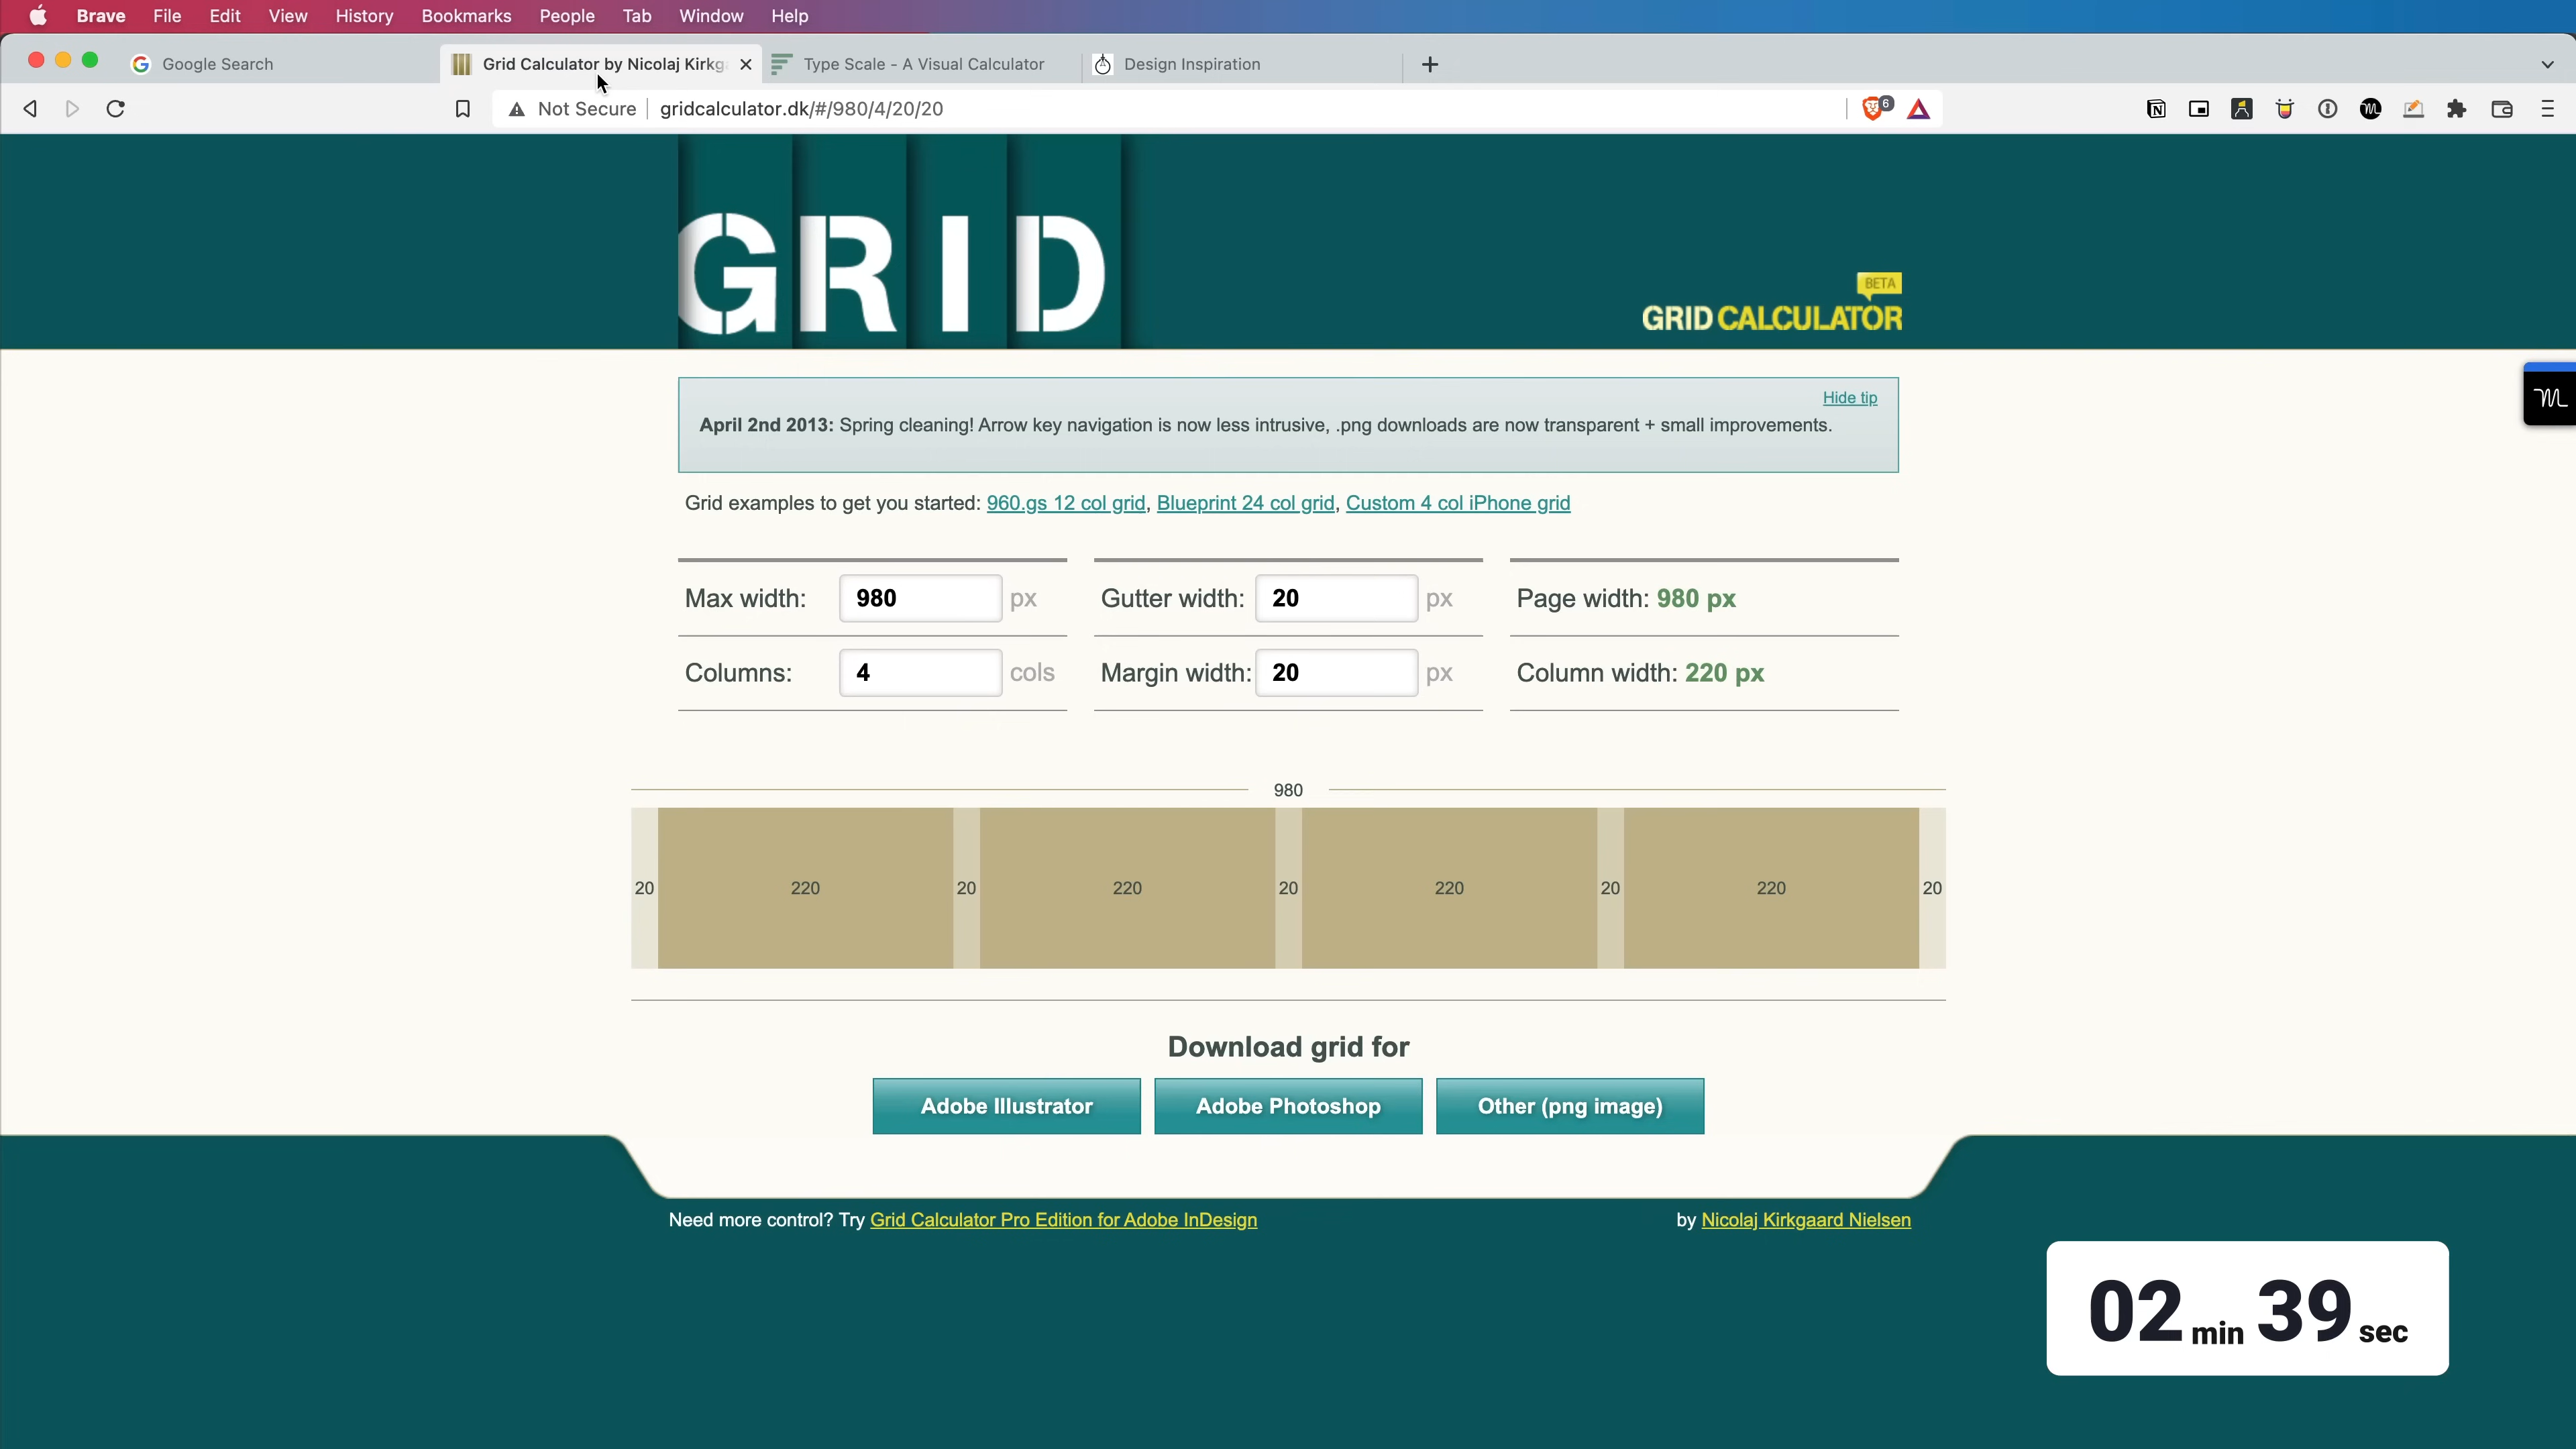 Brave File Edit View History Bookmarks People Tab Window Help
Google Search Grid Calculator by Nicolaj Kirkg Type Scale - A Visual Calculator Design Inspiration
Not Secure gridcalculator.dk/#/980/4/20/20 6
GRID
BETA
GRID CALCULATOR
Hide tip
April 2nd 2013: Spring cleaning! Arrow key navigation is now less intrusive, .png downloads are now transparent + small improvements.
Grid examples to get you started: 960.gs 12 col grid, Blueprint 24 col grid, Custom 4 col iPhone grid
Max width: 980 px Gutter width: 20 px Page width: 980 px
Columns: 4 cols Margin width: 20 px Column width: 220 px
980
20 220 20 220 20 220 20 220 20
Download grid for
Adobe Illustrator Adobe Photoshop Other (png image)
Need more control? Try Grid Calculator Pro Edition for Adobe InDesign by Nicolaj Kirkgaard Nielsen
02 min 39 sec